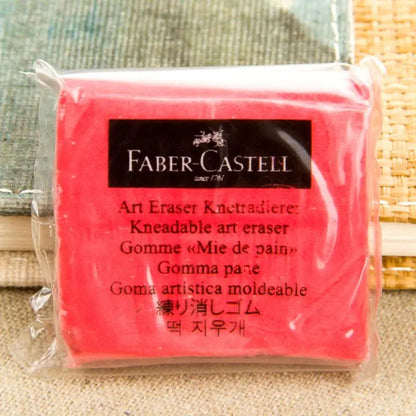 FABER-CASTELL
since 1761
Art Eraser Knetradierer
Kneadable art eraser
Gomme «Mie de pain»
Gomma pane
Goma artistica moldeable
練り消しゴム
떡 지우개